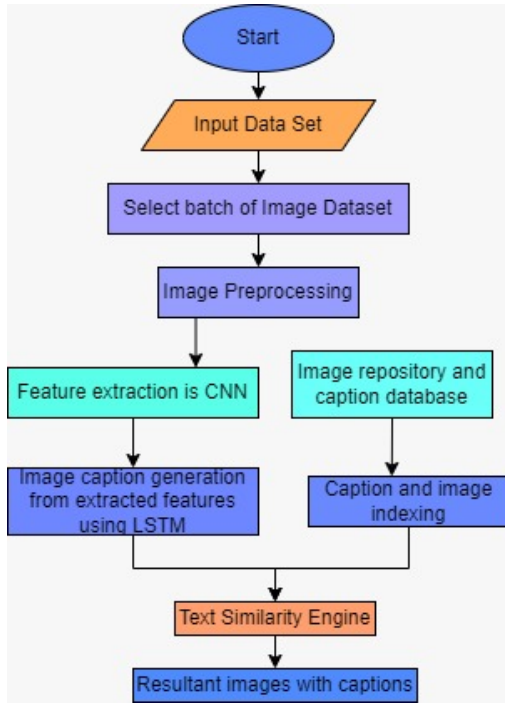 Start
Input Data Set
Select batch of Image Dataset
Image Preprocessing
Feature extraction is CNN
Image repository and
caption database
Image caption generation
from extracted features
using LSTM
Caption and image
indexing
Text Similarity Engine
Resultant images with captions